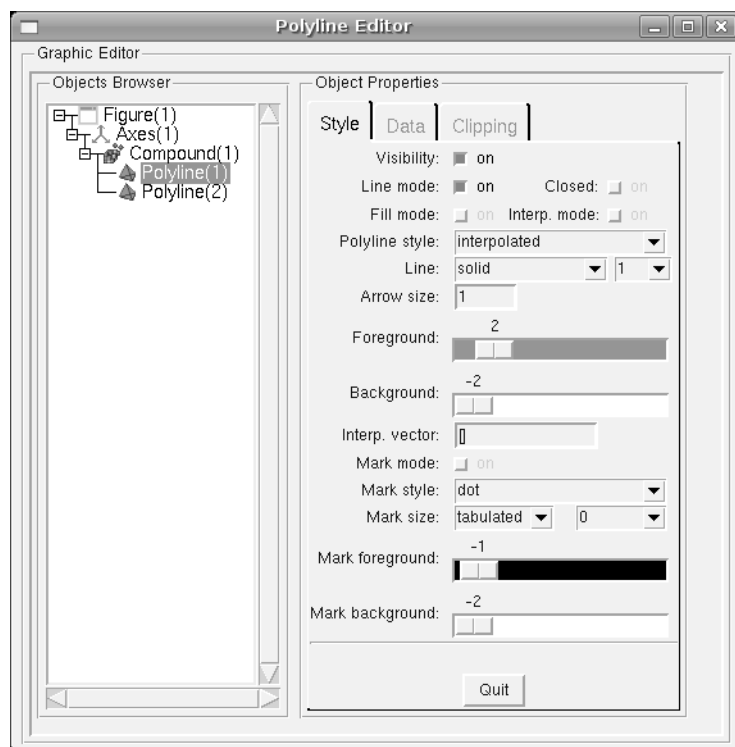 Polyline Editor
Graphic Editor
Objects Browser
Figure(1)
Axes(1)
Compound(1)
Polyline(1)
Polyline(2)
Object Properties
Style Data Clipping
Visibility: on
Line mode: on Closed: on
Fill mode: on Interp. mode: on
Polyline style: interpolated
Line: solid 1
Arrow size: 1
2
Foreground:
-2
Background:
Interp. vector: []
Mark mode: on
Mark style: dot
Mark size: tabulated 0
-1
Mark foreground:
-2
Mark background:
Quit